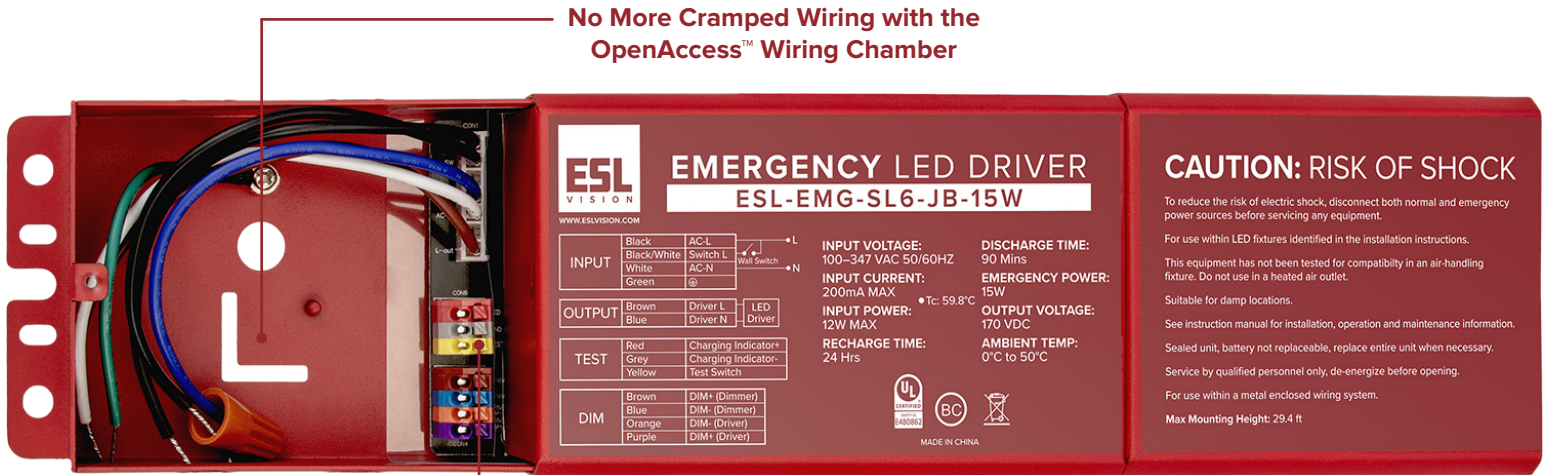 No More Cramped Wiring with the
OpenAccess™ Wiring Chamber
ESL
VISION
WWW.ESLVISION.COM
EMERGENCY LED DRIVER
ESL-EMG-SL6-JB-15W
INPUT
Black AC-L
Black/White Switch L
White AC-N
Green
L
Wall Switch
N
OUTPUT
Brown Driver L
Blue Driver N
LED
Driver
TEST
Red Charging Indicator+
Grey Charging Indicator-
Yellow Test Switch
DIM
Brown DIM+ (Dimmer)
Blue DIM- (Dimmer)
Orange DIM- (Driver)
Purple DIM+ (Driver)
INPUT VOLTAGE:
100–347 VAC 50/60HZ
INPUT CURRENT:
200mA MAX
Tc: 59.8°C
INPUT POWER:
12W MAX
RECHARGE TIME:
24 Hrs
DISCHARGE TIME:
90 Mins
EMERGENCY POWER:
15W
OUTPUT VOLTAGE:
170 VDC
AMBIENT TEMP:
0°C to 50°C
UL
CERTIFIED
E480862
BC
MADE IN CHINA
CAUTION: RISK OF SHOCK
To reduce the risk of electric shock, disconnect both normal and emergency
power sources before servicing any equipment.
For use within LED fixtures identified in the installation instructions.
This equipment has not been tested for compatibilty in an air-handling
fixture. Do not use in a heated air outlet.
Suitable for damp locations.
See instruction manual for installation, operation and maintenance information.
Sealed unit, battery not replaceable, replace entire unit when necessary.
Service by qualified personnel only, de-energize before opening.
For use within a metal enclosed wiring system.
Max Mounting Height: 29.4 ft
CON1
SW
L-out
CON6
CON4